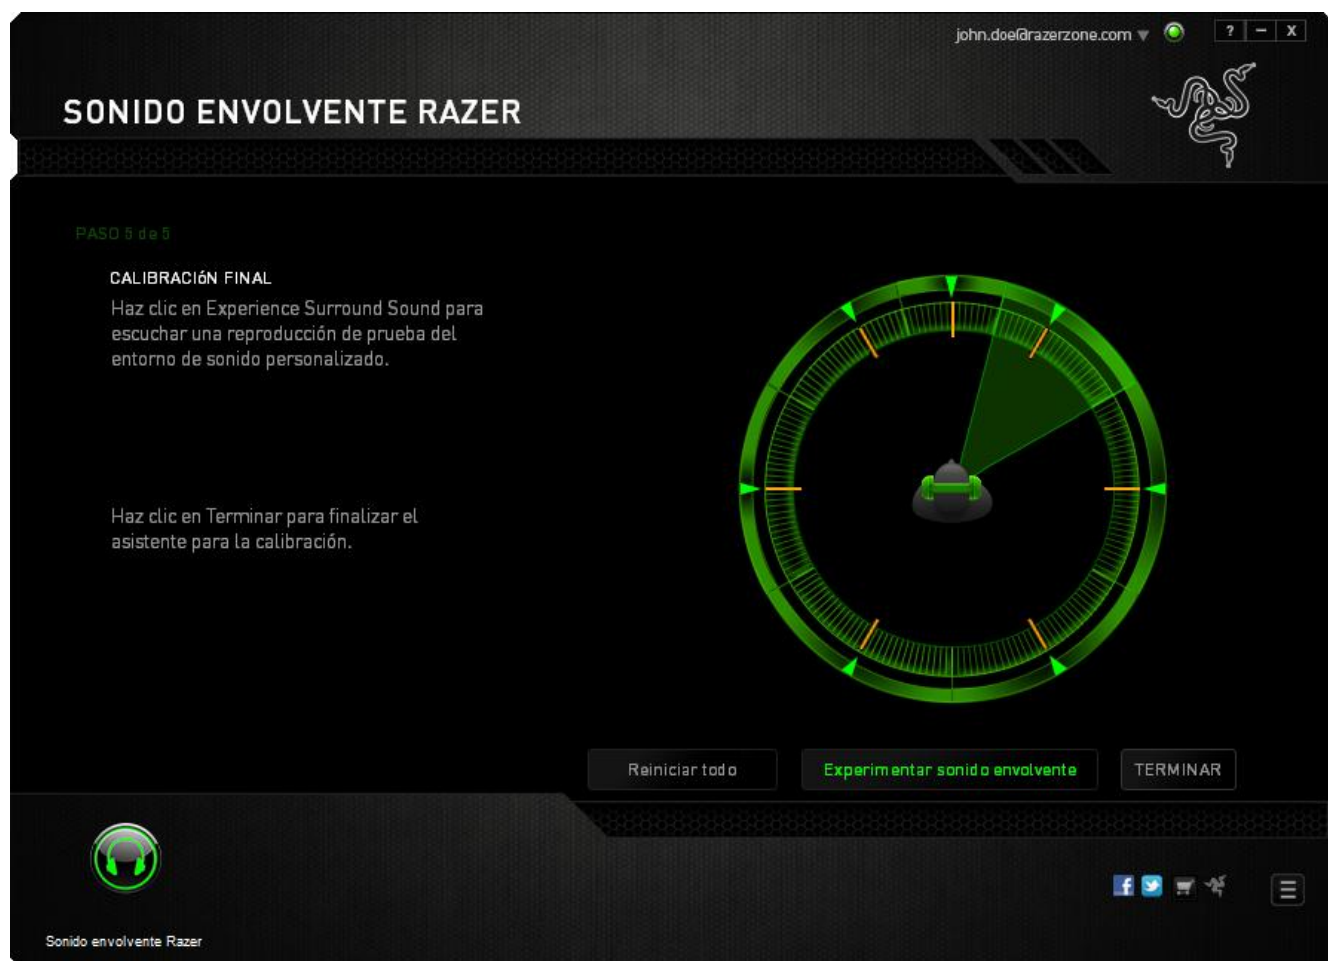 john.doe@razerzone.com
? – X
SONIDO ENVOLVENTE RAZER
PASO 5 de 5
CALIBRACIóN FINAL
Haz clic en Experience Surround Sound para
escuchar una reproducción de prueba del
entorno de sonido personalizado.
Haz clic en Terminar para finalizar el
asistente para la calibración.
Reiniciar todo
Experimentar sonido envolvente
TERMINAR
Sonido envolvente Razer